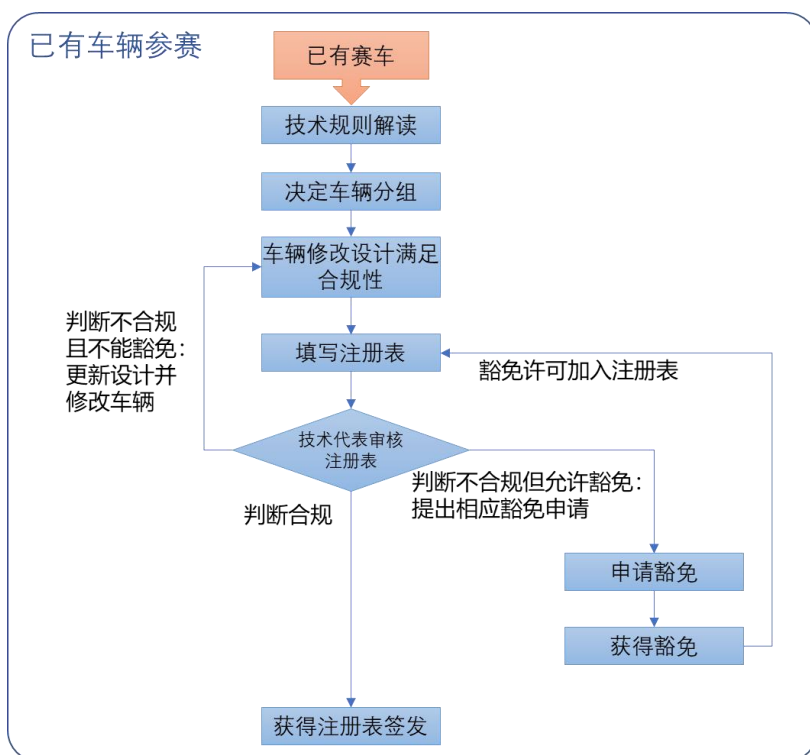 已有车辆参赛
已有赛车
技术规则解读
决定车辆分组
车辆修改设计满足
合规性
判断不合规
且不能豁免：
更新设计并
修改车辆
填写注册表
豁免许可加入注册表
技术代表审核
注册表
判断合规
判断不合规但允许豁免：
提出相应豁免申请
申请豁免
获得豁免
获得注册表签发